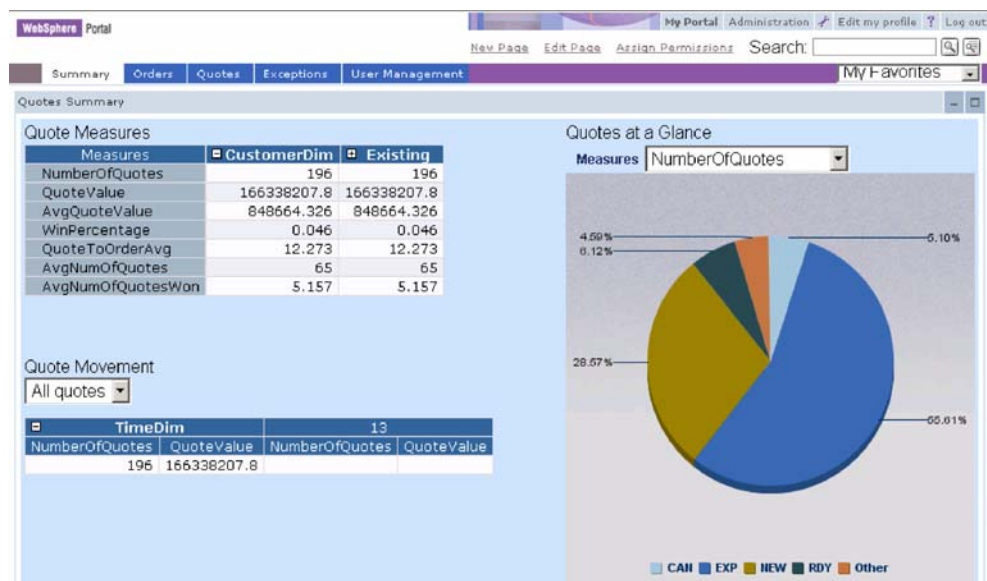 WebSphere Portal
My Portal Administration Edit my profile ? Log out
New Page Edit Page Assign Permissions Search:
Summary Orders Quotes Exceptions User Management
My Favorites
Quotes Summary
Quote Measures
Measures CustomerDim Existing
NumberOfQuotes 196 196
QuoteValue 166338207.8 166338207.8
AvgQuoteValue 848664.326 848664.326
WinPercentage 0.046 0.046
QuoteToOrderAvg 12.273 12.273
AvgNumOfQuotes 65 65
AvgNumOfQuotesWon 5.157 5.157
Quote Movement
All quotes
TimeDim 13
NumberOfQuotes QuoteValue NumberOfQuotes QuoteValue
196 166338207.8
Quotes at a Glance
Measures NumberOfQuotes
4.59%
6.12%
5.10%
28.57%
55.61%
CAN EXP NEW RDY Other